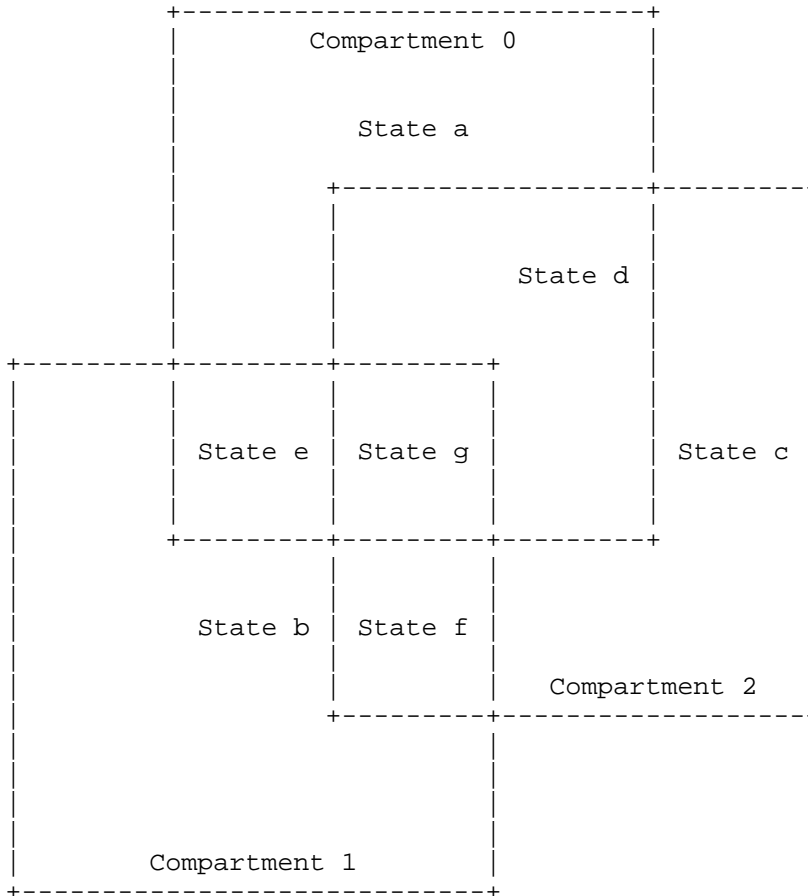 Compartment 0
State a
State d
State e State g State c
State b State f
Compartment 2
Compartment 1